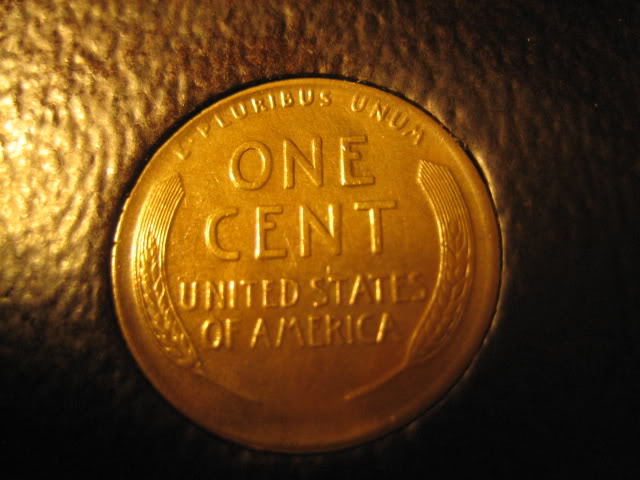 E·PLURIBUS UNUM
ONE
CENT
UNITED STATES
OF AMERICA